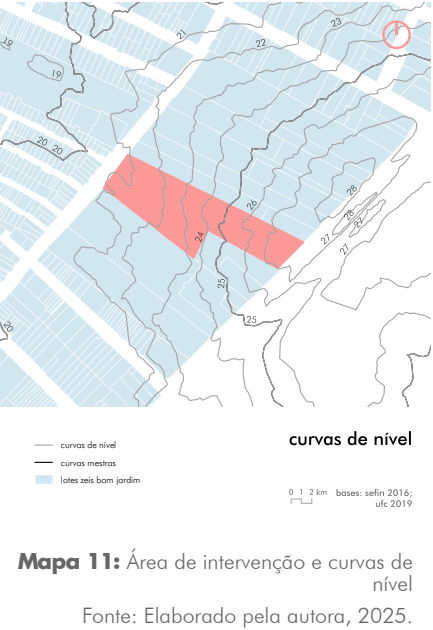 23
21
22
19
19
20 20
28
26
28
27
27
24
27
25
25
20
curvas de nível
curvas de nível
curvas mestras
lotes zeis bom jardim
0 1 2 km
bases: sefin 2016;
ufc 2019
Mapa 11: Área de intervenção e curvas de
nível
Fonte: Elaborado pela autora, 2025.